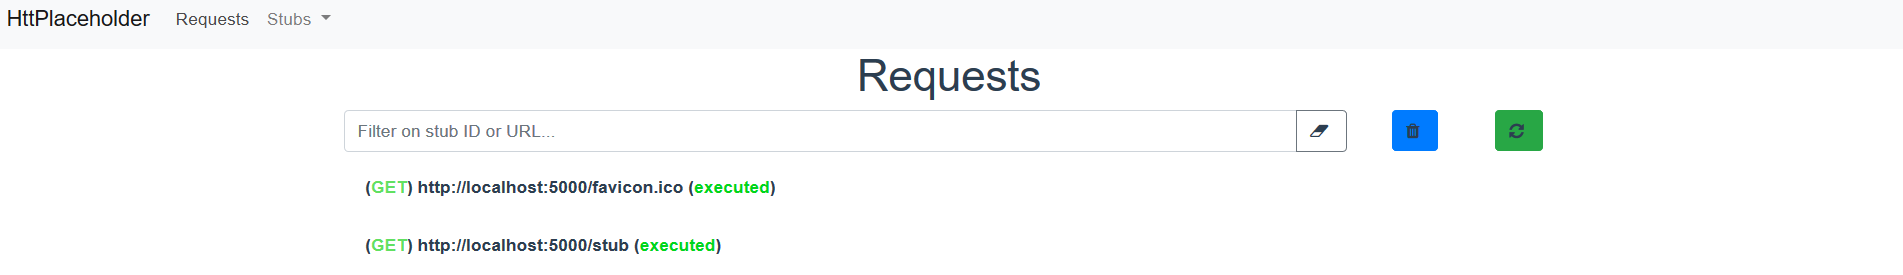 HttPlaceholder Requests Stubs
Requests
Filter on stub ID or URL...
(GET) http://localhost:5000/favicon.ico (executed)
(GET) http://localhost:5000/stub (executed)